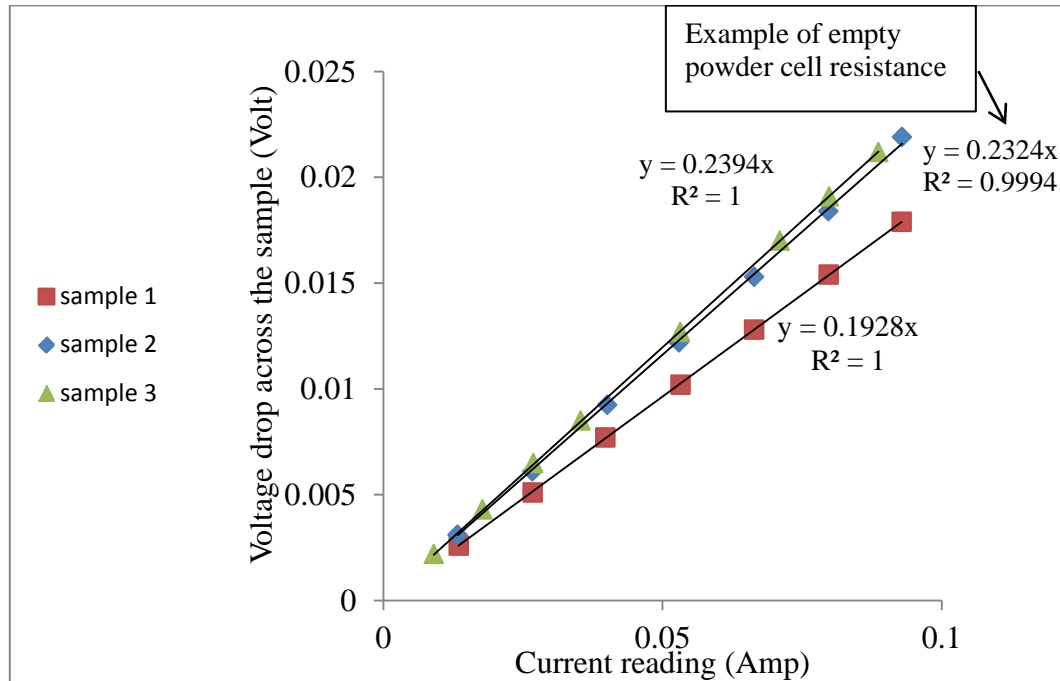 Example of empty
powder cell resistance
Voltage drop across the sample (Volt)
0.025
0.02
0.015
0.01
0.005
0
y = 0.2394x
R² = 1
y = 0.2324x
R² = 0.9994
y = 0.1928x
R² = 1
sample 1
sample 2
sample 3
0
0.05
0.1
Current reading (Amp)